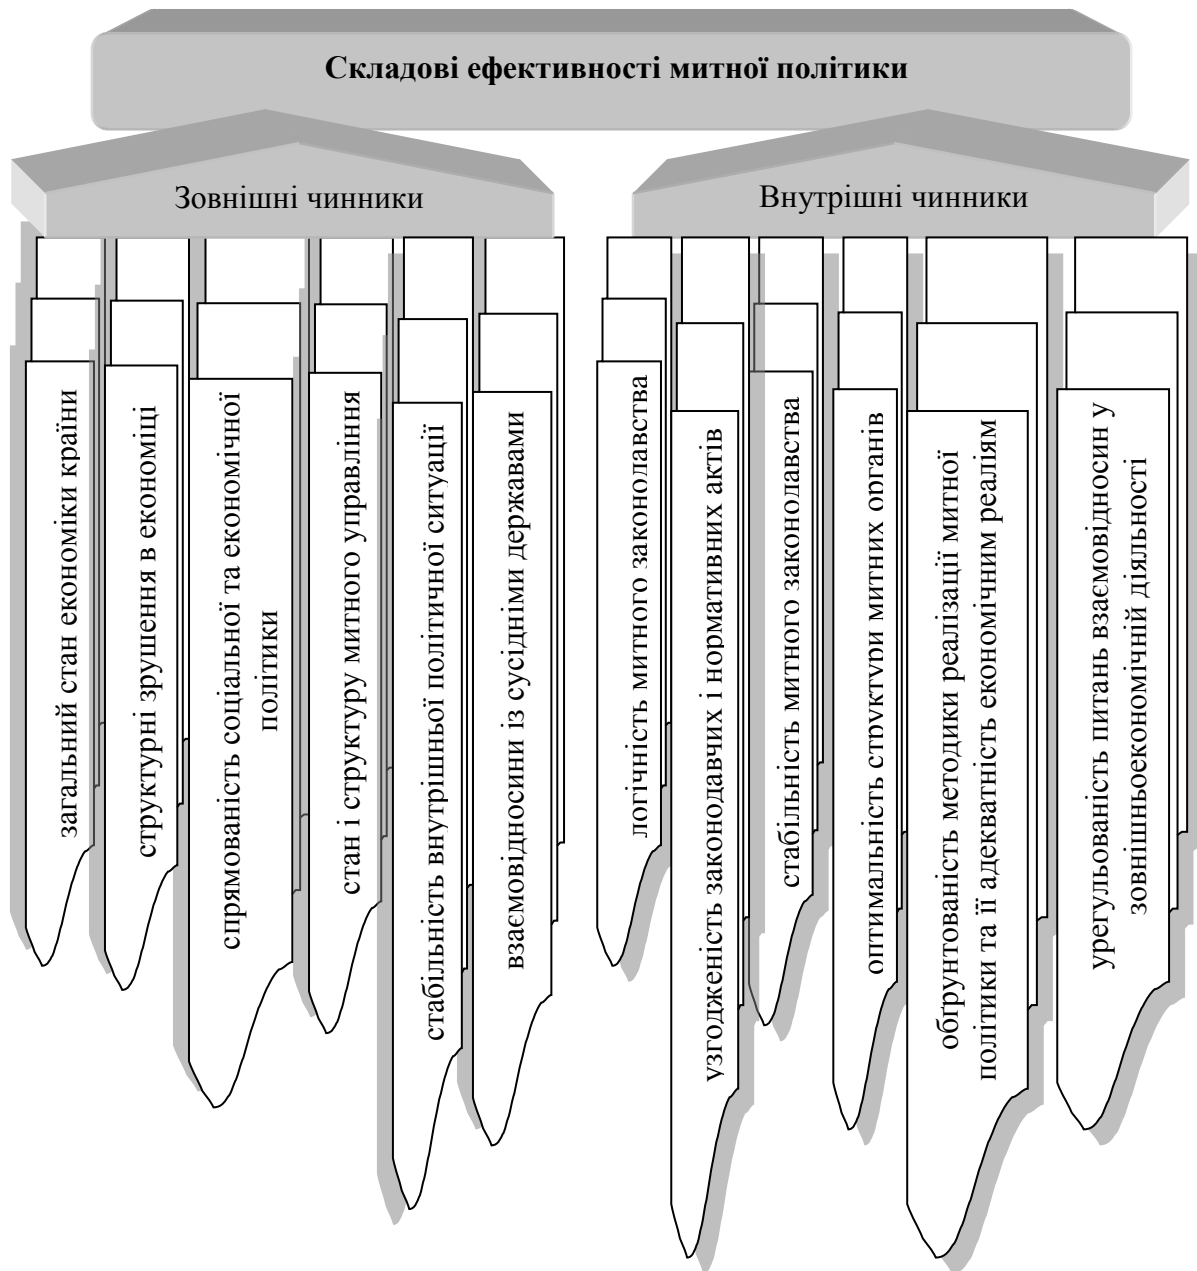 Складові ефективності митної політики
Зовнішні чинники
Внутрішні чинники
загальний стан економіки країни
структурні зрушення в економіці
спрямованість соціальної та економічної
політики
стан і структуру митного управління
стабільність внутрішньої політичної ситуації
взаємовідносини із сусідніми державами
логічність митного законодавства
узгодженість законодавчих і нормативних актів
стабільність митного законодавства
оптимальність структури митних органів
обґрунтованість методики реалізації митної
політики та її адекватність економічним реаліям
урегульованість питань взаємовідносин у
зовнішньоекономічній діяльності